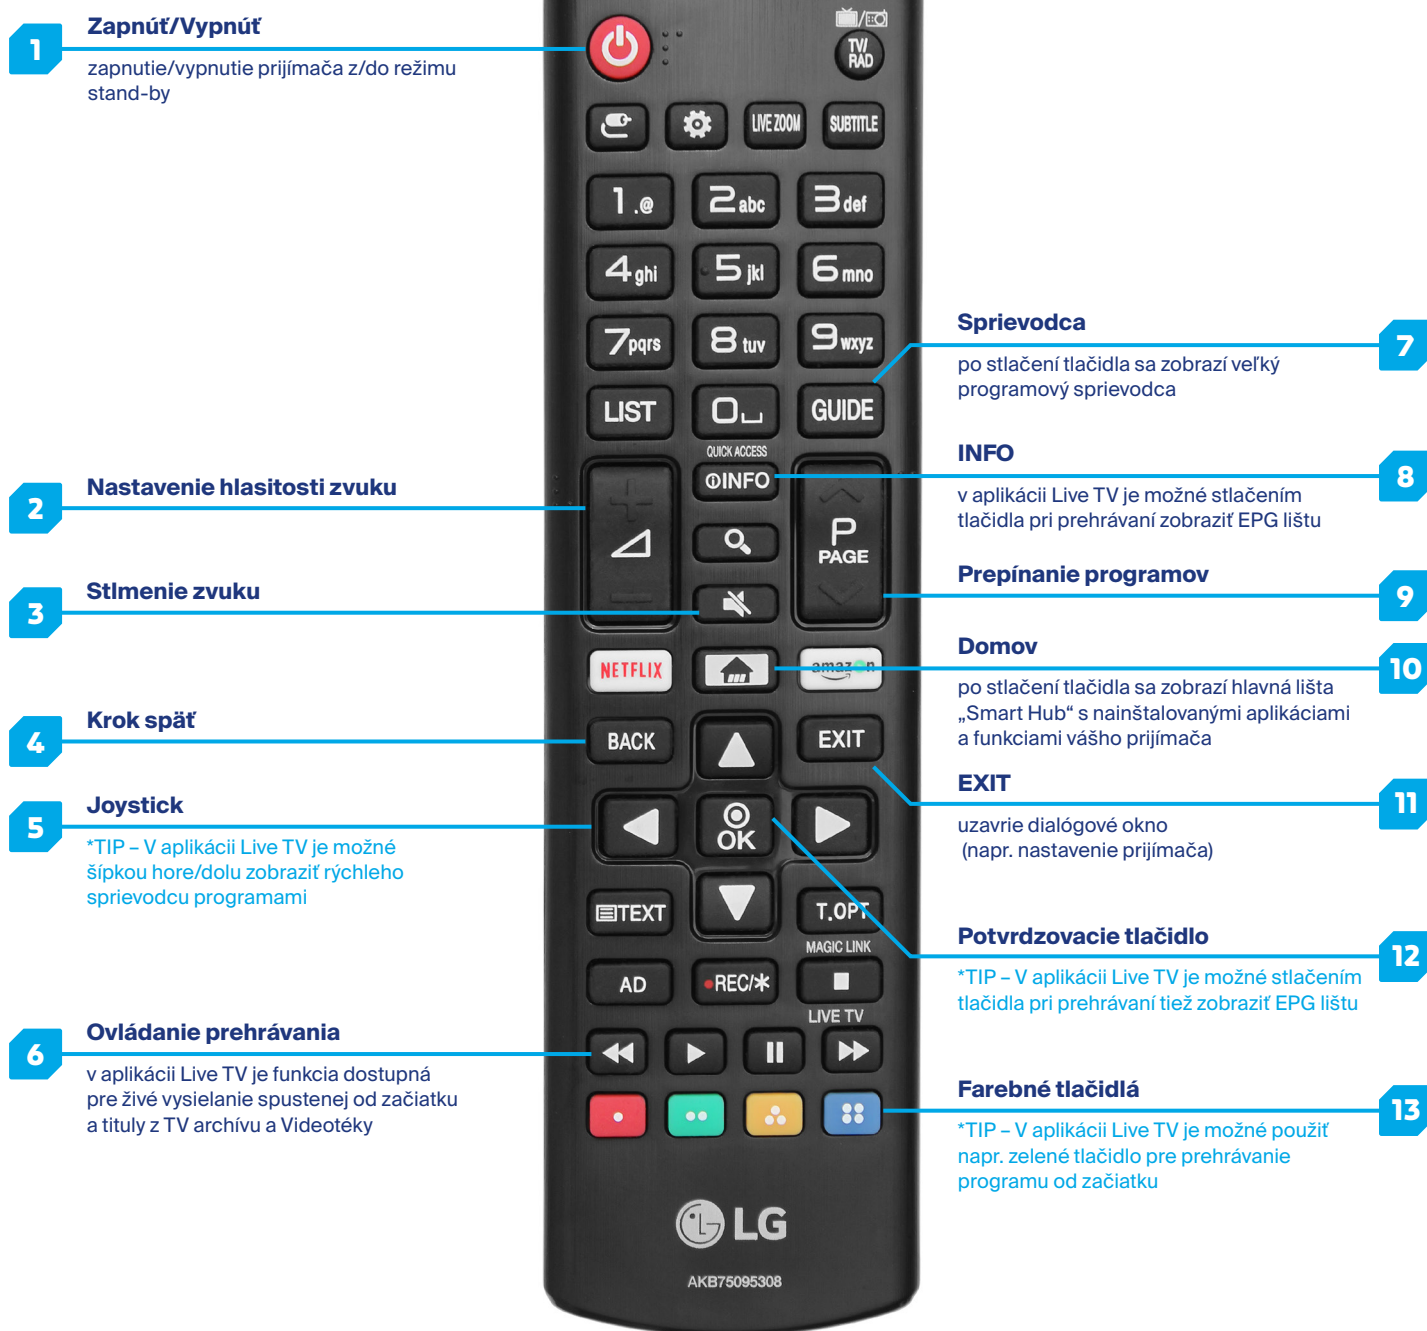 1
Zapnúť/Vypnúť
zapnutie/vypnutie prijímača z/do režimu
stand-by
2
Nastavenie hlasitosti zvuku
3
Stlmenie zvuku
4
Krok späť
5
Joystick
*TIP – V aplikácii Live TV je možné
šípkou hore/dolu zobraziť rýchleho
sprievodcu programami
6
Ovládanie prehrávania
v aplikácii Live TV je funkcia dostupná
pre živé vysielanie spustenej od začiatku
a tituly z TV archívu a Videotéky
TV/
RAD
LIVE ZOOM SUBTITLE
1.@ 2abc 3def
4ghi 5jkl 6mno
7pqrs 8tuv 9wxyz
LIST 0 GUIDE
QUICK ACCESS
INFO
P
PAGE
NETFLIX amazon
BACK EXIT
OK
TEXT T.OPT
MAGIC LINK
AD •REC/*
LIVE TV
LG
AKB75095308
Sprievodca
7
po stlačení tlačidla sa zobrazí veľký
programový sprievodca
INFO
8
v aplikácii Live TV je možné stlačením
tlačidla pri prehrávaní zobraziť EPG lištu
Prepínanie programov
9
Domov
10
po stlačení tlačidla sa zobrazí hlavná lišta
„Smart Hub“ s nainštalovanými aplikáciami
a funkciami vášho prijímača
EXIT
11
uzavrie dialógové okno
(napr. nastavenie prijímača)
Potvrdzovacie tlačidlo
12
*TIP – V aplikácii Live TV je možné stlačením
tlačidla pri prehrávaní tiež zobraziť EPG lištu
Farebné tlačidlá
13
*TIP – V aplikácii Live TV je možné použiť
napr. zelené tlačidlo pre prehrávanie
programu od začiatku